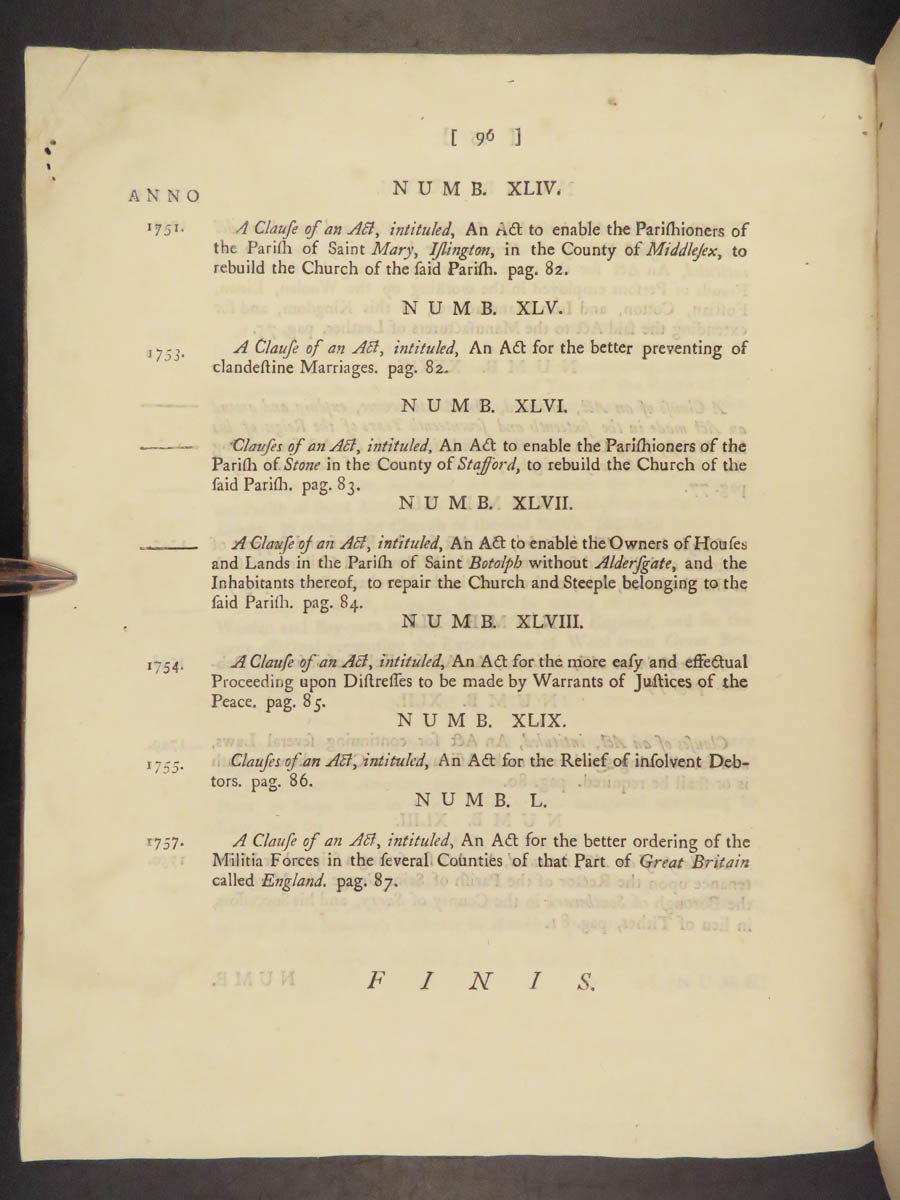 [ 96 ]
NUMB. XLIV.
ANNO
1751. A Clauſe of an Act, intituled, An Act to enable the Pariſhioners of
the Pariſh of Saint Mary, Iſlington, in the County of Middleſex, to
rebuild the Church of the ſaid Pariſh. pag. 82.
NUMB. XLV.
1753. A Clauſe of an Act, intituled, An Act for the better preventing of
clandeſtine Marriages. pag. 82.
NUMB. XLVI.
—— Clauſes of an Act, intituled, An Act to enable the Pariſhioners of the
Pariſh of Stone in the County of Stafford, to rebuild the Church of the
ſaid Pariſh. pag. 83.
NUMB. XLVII.
—— A Clauſe of an Act, intituled, An Act to enable the Owners of Houſes
and Lands in the Pariſh of Saint Botolph without Alderſgate, and the
Inhabitants thereof, to repair the Church and Steeple belonging to the
ſaid Pariſh. pag. 84.
NUMB. XLVIII.
1754. A Clauſe of an Act, intituled, An Act for the more eaſy and effectual
Proceeding upon Diſtreſſes to be made by Warrants of Juſtices of the
Peace. pag. 85.
NUMB. XLIX.
1755. Clauſes of an Act, intituled, An Act for the Relief of inſolvent Deb-
tors. pag. 86.
NUMB. L.
1757. A Clauſe of an Act, intituled, An Act for the better ordering of the
Militia Forces in the ſeveral Counties of that Part of Great Britain
called England. pag. 87.
FINIS.